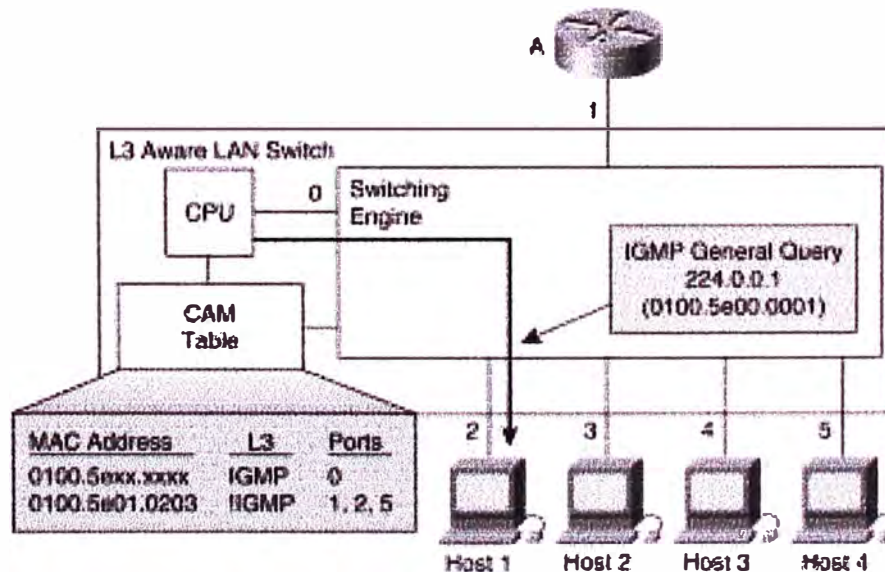 A
1
L3 Aware LAN Switch
CPU
0
Switching
Engine
IGMP General Query
224.0.0.1
(0100.5e00.0001)
CAM
Table
2
3
4
5
MAC Address L3 Ports
0100.5exx.xxxx IGMP 0
0100.5e01.0203 !IGMP 1, 2, 5
Host 1
Host 2
Host 3
Host 4